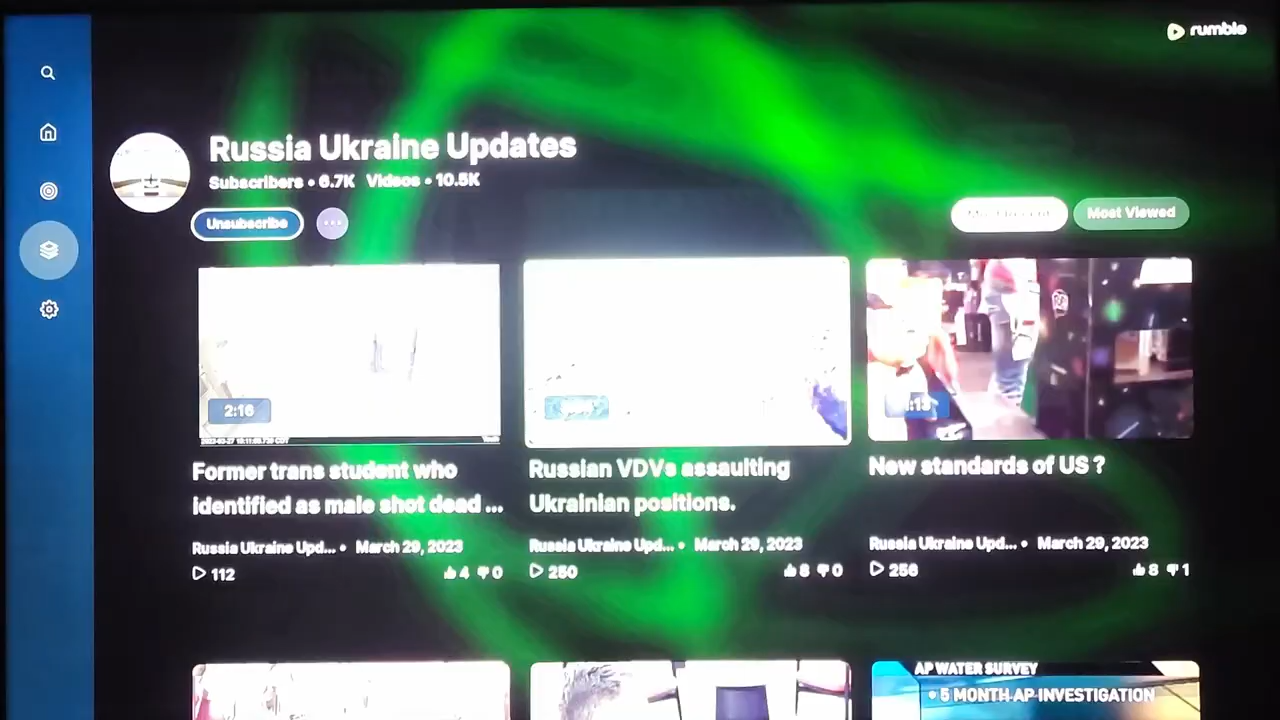 rumble
Russia Ukraine Updates
Subscribers • 6.7K Videos • 10.5K
Unsubscribe
Most Viewed
2:16
Former trans student who
identified as male shot dead ...
Russia Ukraine Upd... • March 29, 2023
112
4 0
Russian VDVs assaulting
Ukrainian positions.
Russia Ukraine Upd... • March 29, 2023
250
8 0
New standards of US ?
Russia Ukraine Upd... • March 29, 2023
256
8 1
AP WATER SURVEY
• 5 MONTH AP INVESTIGATION